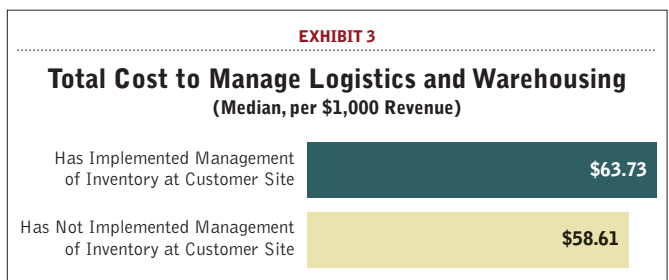 EXHIBIT 3
Total Cost to Manage Logistics and Warehousing
(Median, per $1,000 Revenue)
Has Implemented Management
of Inventory at Customer Site
$63.73
Has Not Implemented Management
of Inventory at Customer Site
$58.61